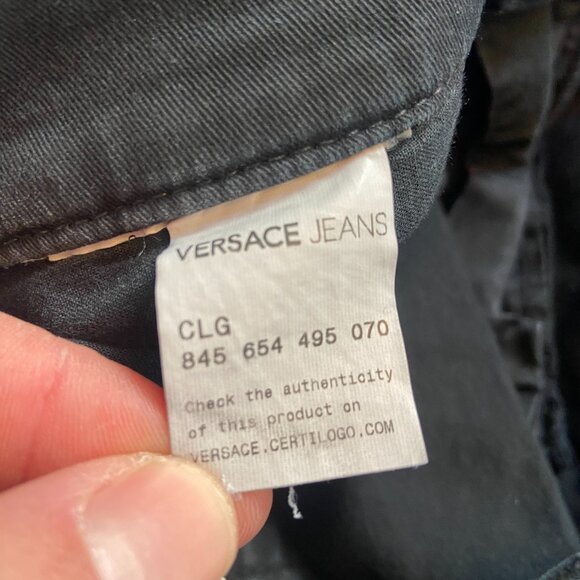 VERSACE JEANS
CLG
845 654 495 070
Check the authenticity
of this product on
VERSACE.CERTILOGO.COM